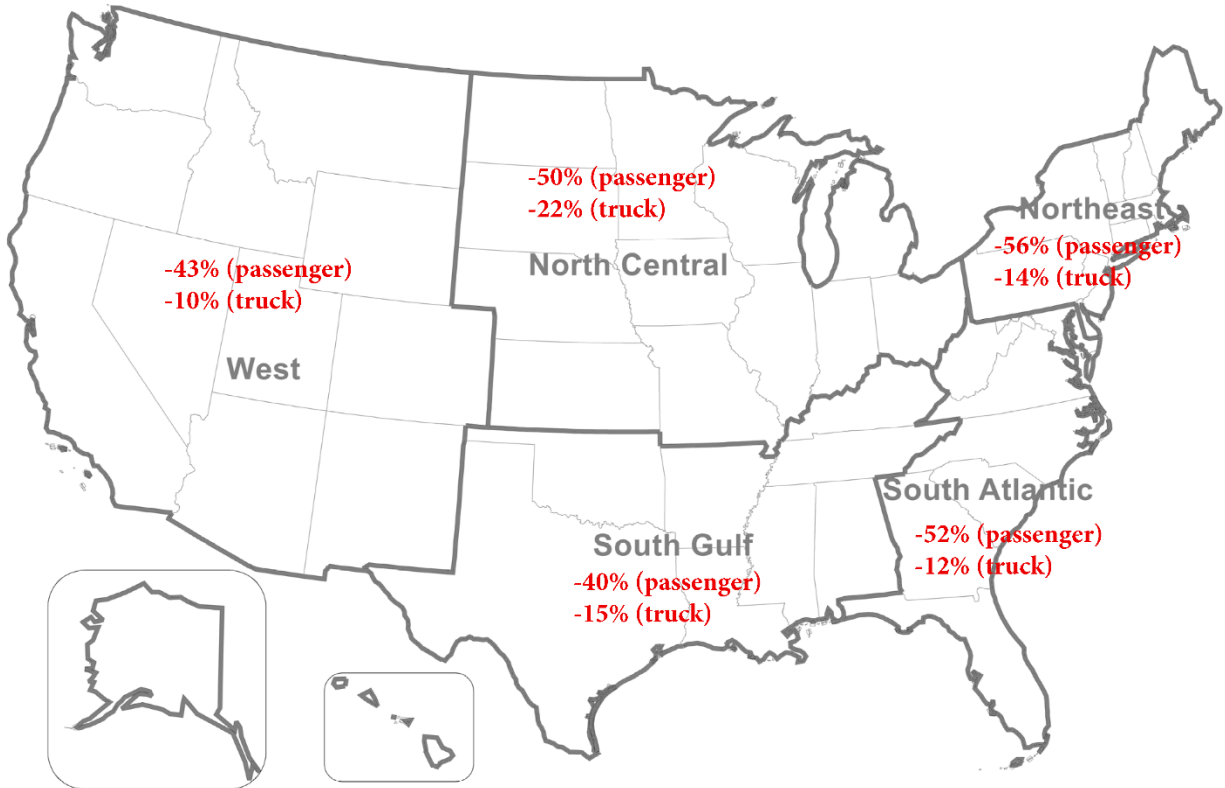 -50% (passenger)
-22% (truck)
North Central
Northeast
-56% (passenger)
-14% (truck)
-43% (passenger)
-10% (truck)
West
South Atlantic
-52% (passenger)
-12% (truck)
South Gulf
-40% (passenger)
-15% (truck)